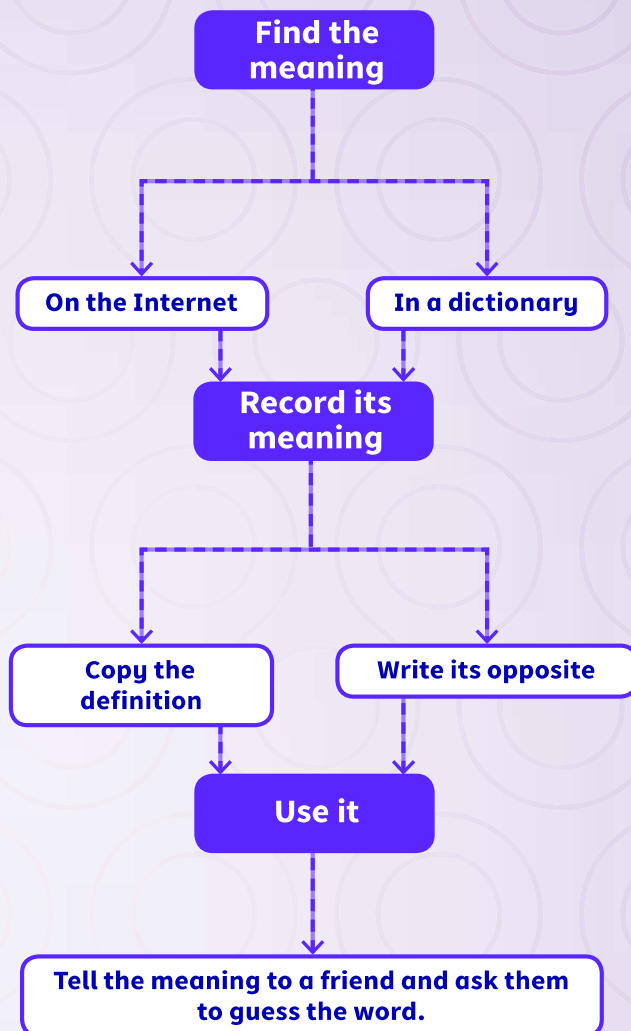 Find the
meaning
On the Internet
In a dictionary
Record its
meaning
Copy the
definition
Write its opposite
Use it
Tell the meaning to a friend and ask them
to guess the word.